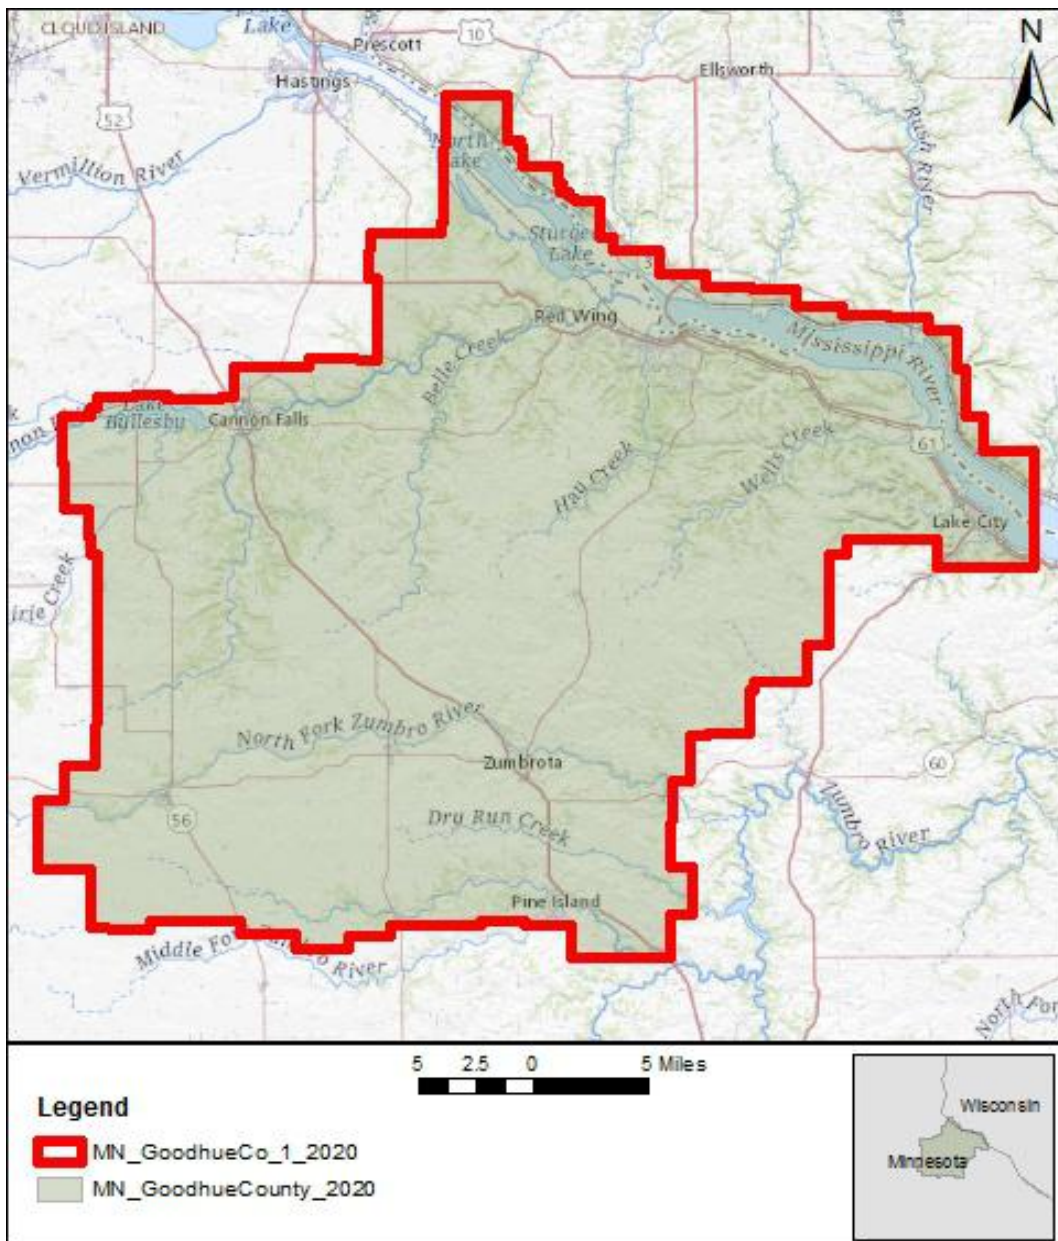 CLOUD ISLAND
Lake
Prescott
10
N
Hastings
Ellsworth
52
Rush River
Vermillion River
North
Lake
Sturgeon
Lake
Red Wing
Mississippi River
Belle Creek
Lake
Byllesby
Cannon Falls
61
Hay Creek
Wells Creek
Lake City
North Fork Zumbro River
Zumbrota
60
Zumbro River
56
Dry Run Creek
Pine Island
Middle Fo
River
North For
5 2.5 0 5 Miles
Legend
MN_GoodhueCo_1_2020
MN_GoodhueCounty_2020
Wisconsin
Minnesota